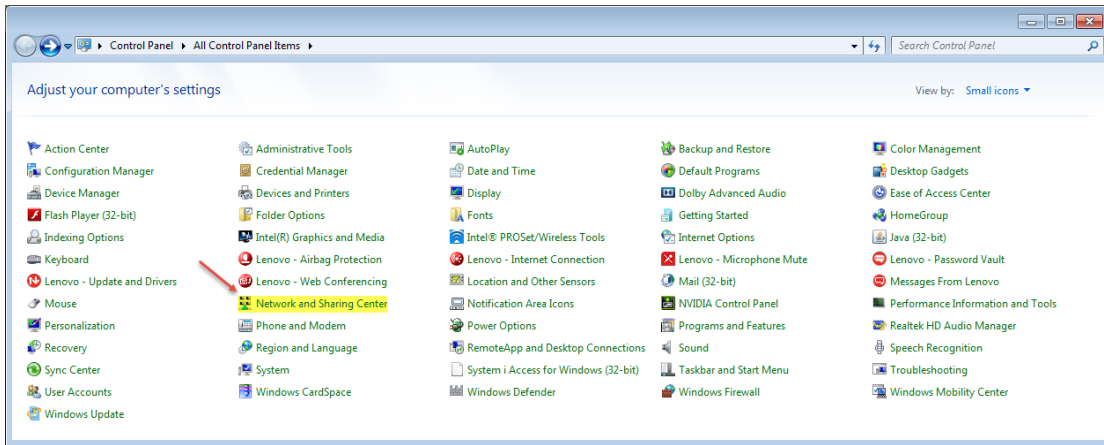 Control Panel All Control Panel Items Search Control Panel
Adjust your computer's settings View by: Small icons
Action Center Administrative Tools AutoPlay Backup and Restore Color Management
Configuration Manager Credential Manager Date and Time Default Programs Desktop Gadgets
Device Manager Devices and Printers Display Dolby Advanced Audio Ease of Access Center
Flash Player (32-bit) Folder Options Fonts Getting Started HomeGroup
Indexing Options Intel(R) Graphics and Media Intel® PROSet/Wireless Tools Internet Options Java (32-bit)
Keyboard Lenovo - Airbag Protection Lenovo - Internet Connection Lenovo - Microphone Mute Lenovo - Password Vault
Lenovo - Update and Drivers Lenovo - Web Conferencing Location and Other Sensors Mail (32-bit) Messages From Lenovo
Mouse Network and Sharing Center Notification Area Icons NVIDIA Control Panel Performance Information and Tools
Personalization Phone and Modem Power Options Programs and Features Realtek HD Audio Manager
Recovery Region and Language RemoteApp and Desktop Connections Sound Speech Recognition
Sync Center System System i Access for Windows (32-bit) Taskbar and Start Menu Troubleshooting
User Accounts Windows CardSpace Windows Defender Windows Firewall Windows Mobility Center
Windows Update